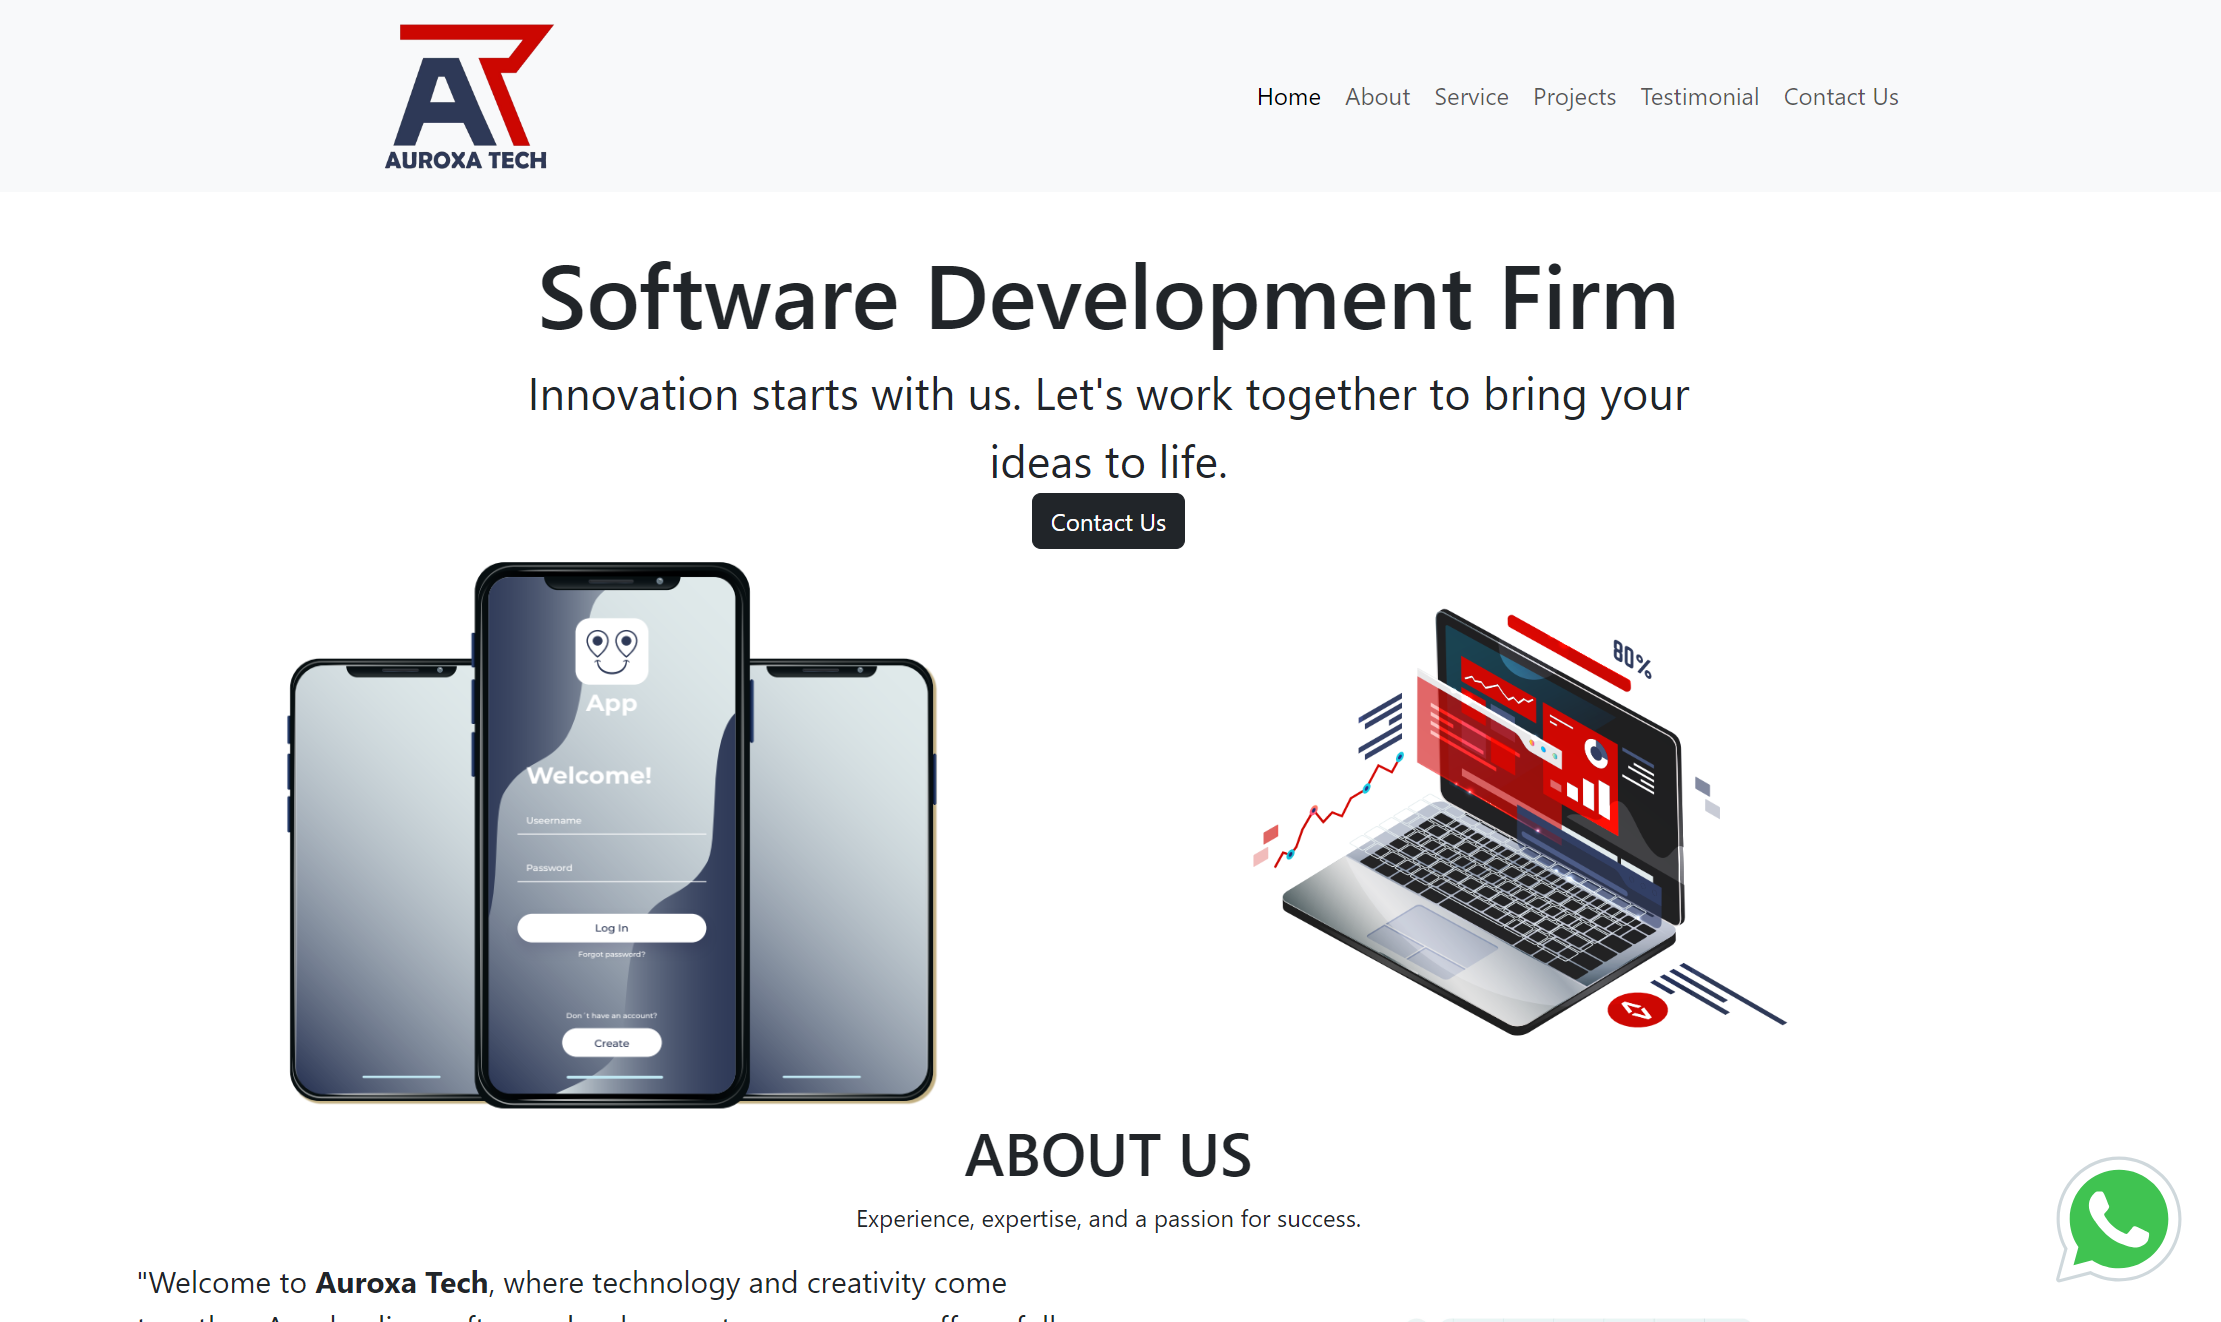 AUROXA TECH
Home
About
Service
Projects
Testimonial
Contact Us
Software Development Firm
Innovation starts with us. Let's work together to bring your
ideas to life.
Contact Us
App
Welcome!
Useername
Password
Log In
Forgot password?
Don´t have an account?
Create
80%
ABOUT US
Experience, expertise, and a passion for success.
"Welcome to Auroxa Tech, where technology and creativity come